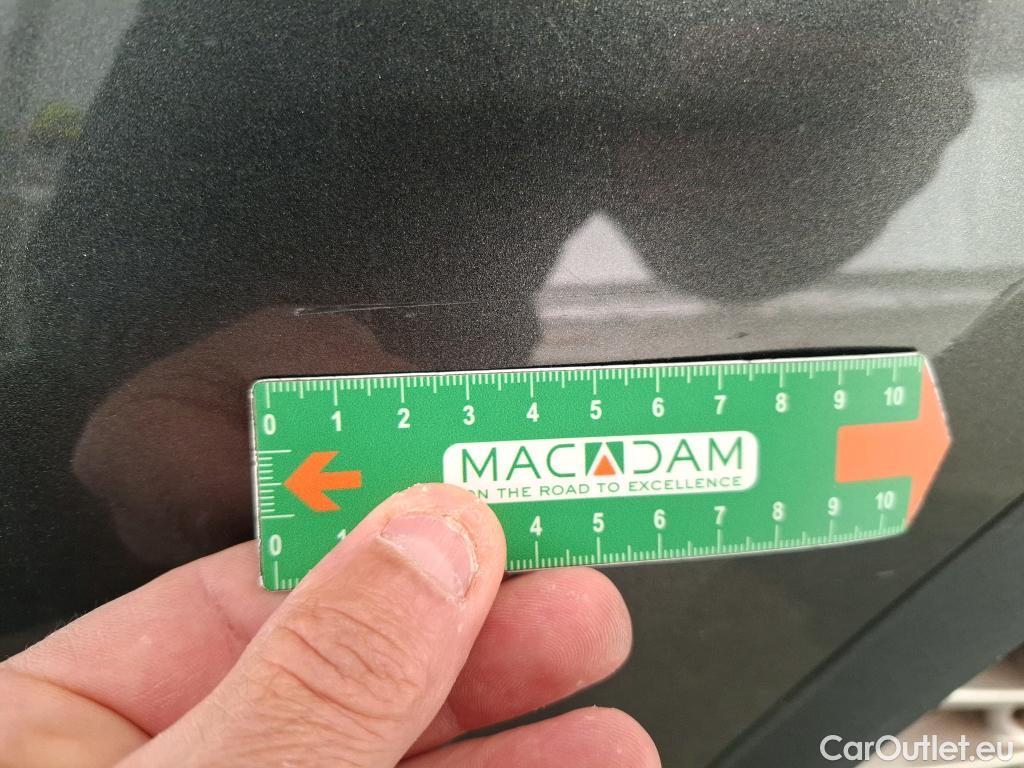 0 1 2 3 4 5 6 7 8 9 10
MACADAM
ON THE ROAD TO EXCELLENCE
0 1 4 5 6 7 8 9 10
CarOutlet.eu